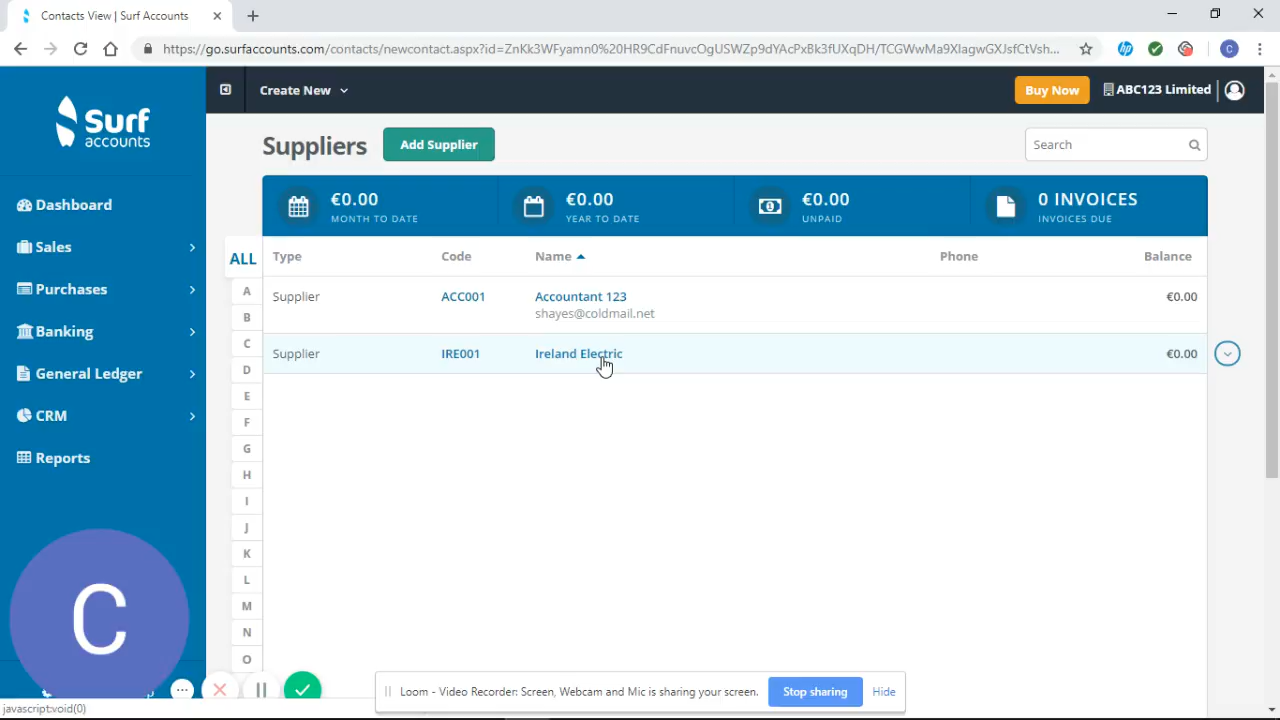 Contacts View | Surf Accounts
https://go.surfaccounts.com/contacts/newcontact.aspx?id=ZnKk3WFyamn0%20HR9CdFnuvcOgUSWZp9dYAcPxBk3fUXqDH/TCGWwMa9XlagwGXJsfCtVsh...
hp
C
Surf
accounts
Create New
Buy Now
ABC123 Limited
Dashboard
Sales
Purchases
Banking
General Ledger
CRM
Reports
Suppliers
Add Supplier
Search
€0.00
MONTH TO DATE
€0.00
YEAR TO DATE
€0.00
UNPAID
0 INVOICES
INVOICES DUE
ALL
Type Code Name Phone Balance
Supplier ACC001 Accountant 123 €0.00
shayes@coldmail.net
Supplier IRE001 Ireland Electric €0.00
A
B
C
D
E
F
G
H
I
J
K
L
M
N
O
C
Loom - Video Recorder: Screen, Webcam and Mic is sharing your screen.
Stop sharing
Hide
javascript:void(0)